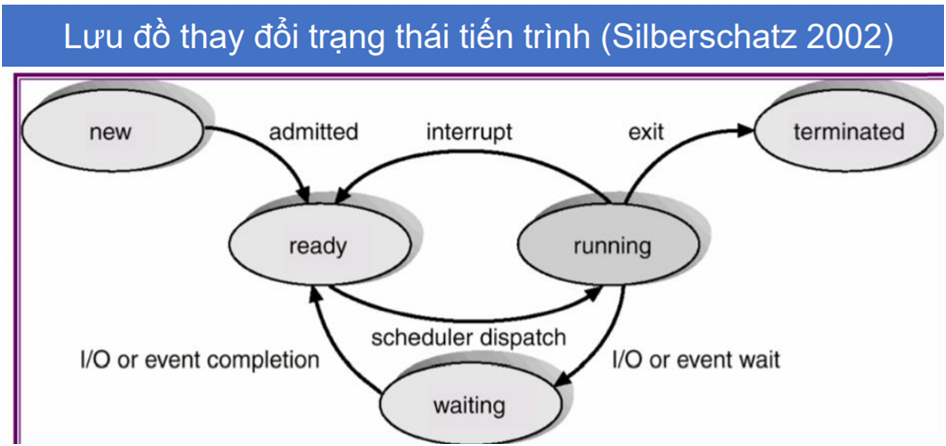 Lưu đồ thay đổi trạng thái tiến trình (Silberschatz 2002)
new
admitted
interrupt
exit
terminated
ready
running
scheduler dispatch
I/O or event completion
I/O or event wait
waiting